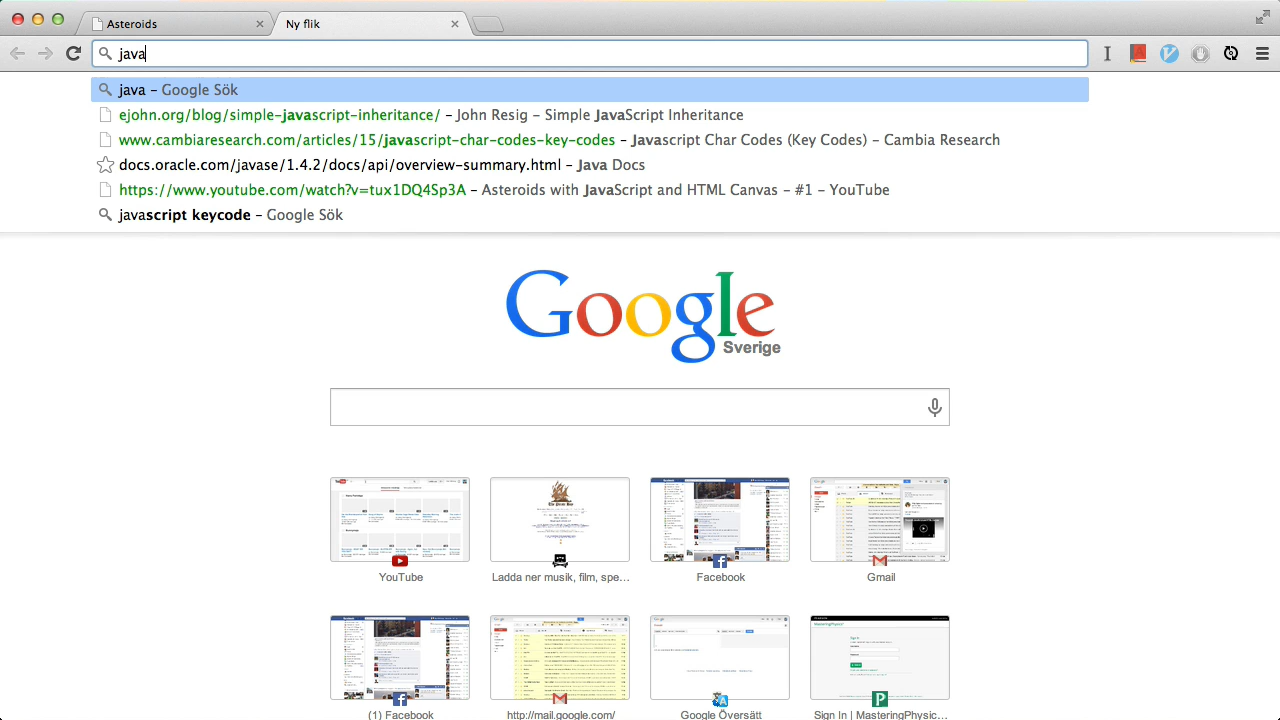 Asteroids
Ny flik
java
java – Google Sök
ejohn.org/blog/simple-javascript-inheritance/ – John Resig – Simple JavaScript Inheritance
www.cambiaresearch.com/articles/15/javascript-char-codes-key-codes – Javascript Char Codes (Key Codes) – Cambia Research
docs.oracle.com/javase/1.4.2/docs/api/overview-summary.html – Java Docs
https://www.youtube.com/watch?v=tux1DQ4Sp3A – Asteroids with JavaScript and HTML Canvas – #1 – YouTube
javascript keycode – Google Sök
Google
Sverige
YouTube
Ladda ner musik, film, spe...
Facebook
Gmail
(1) Facebook
http://mail.google.com/
Google Översätt
Sign In | MasteringPhysic...